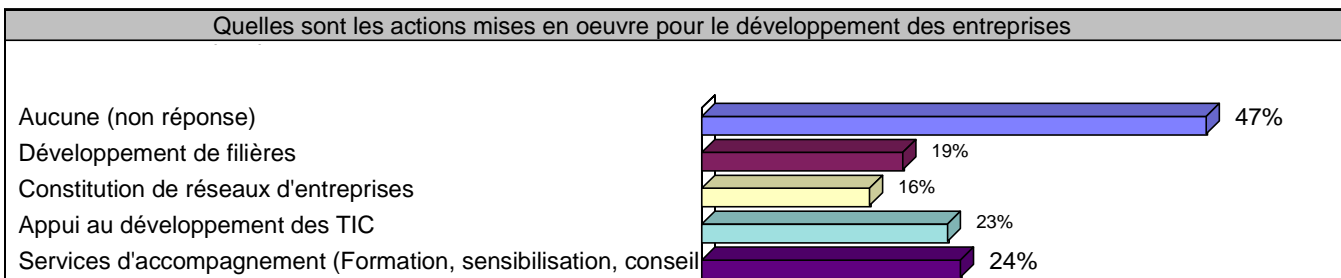 Quelles sont les actions mises en oeuvre pour le développement des entreprises
Aucune (non réponse) 47%
Développement de filières 19%
Constitution de réseaux d'entreprises 16%
Appui au développement des TIC 23%
Services d'accompagnement (Formation, sensibilisation, conseil 24%